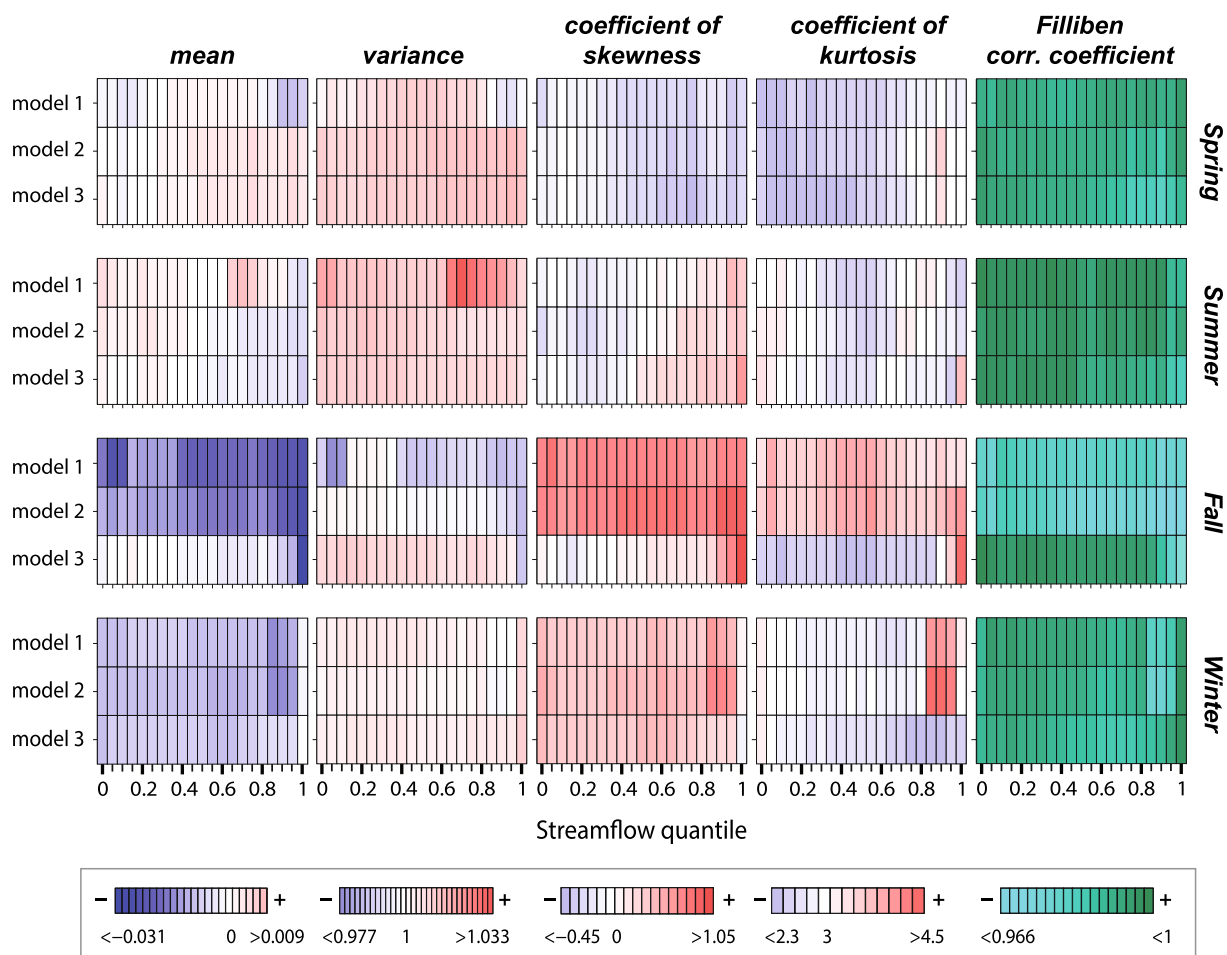 mean
variance
coefficient of
skewness
coefficient of
kurtosis
Filliben
corr. coefficient
model 1
model 2
model 3
Spring
model 1
model 2
model 3
Summer
model 1
model 2
model 3
Fall
model 1
model 2
model 3
Winter
0 0.2 0.4 0.6 0.8 1
0 0.2 0.4 0.6 0.8 1
0 0.2 0.4 0.6 0.8 1
0 0.2 0.4 0.6 0.8 1
0 0.2 0.4 0.6 0.8 1
Streamflow quantile
− +
<−0.031 0 >0.009
− +
<0.977 1 >1.033
− +
<−0.45 0 >1.05
− +
<2.3 3 >4.5
− +
<0.966 <1